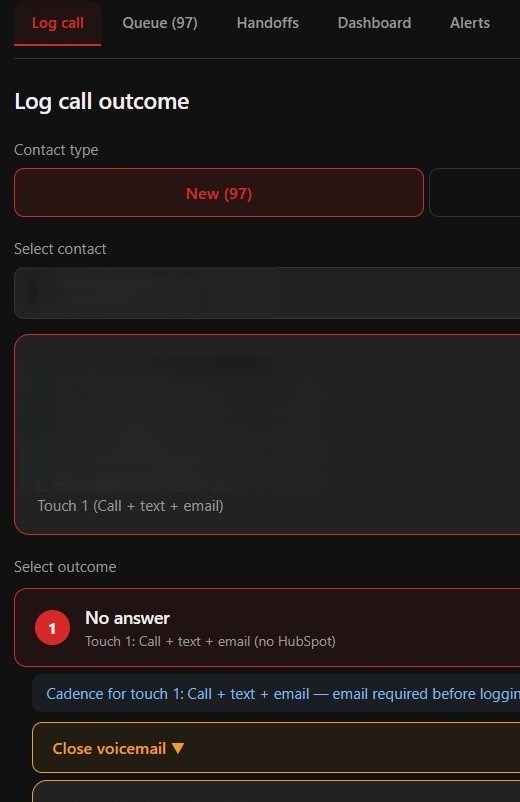 Log call Queue (97) Handoffs Dashboard Alerts
Log call outcome
Contact type
New (97)
Select contact
Touch 1 (Call + text + email)
Select outcome
1 No answer
Touch 1: Call + text + email (no HubSpot)
Cadence for touch 1: Call + text + email — email required before loggin
Close voicemail ▼